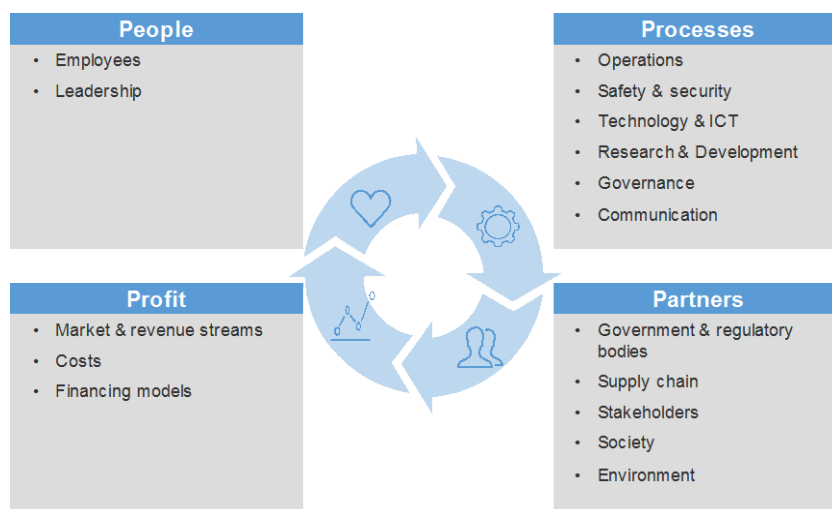 People
• Employees
• Leadership
Processes
• Operations
• Safety & security
• Technology & ICT
• Research & Development
• Governance
• Communication
Profit
• Market & revenue streams
• Costs
• Financing models
Partners
• Government & regulatory
bodies
• Supply chain
• Stakeholders
• Society
• Environment